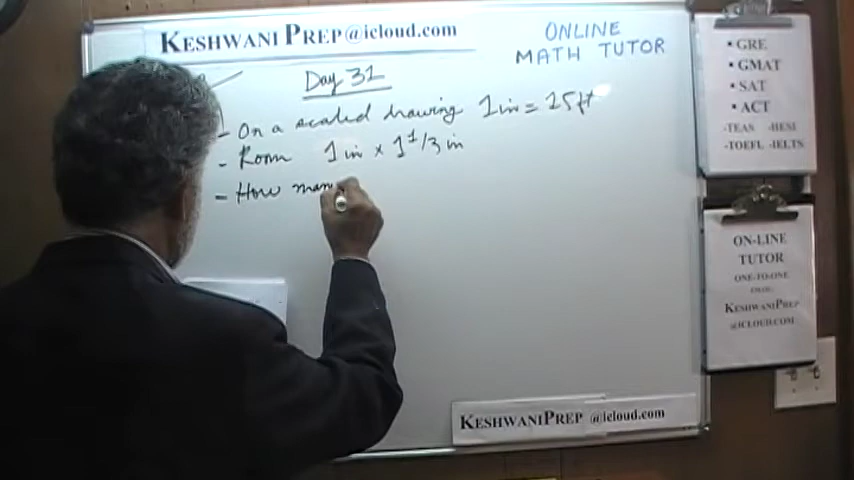 KESHWANI PREP@icloud.com
ONLINE
MATH TUTOR
Day 31
- On a scaled drawing 1 in = 15 ft
- Room 1 in x 1 1/3 in
- How man
• GRE
• GMAT
• SAT
• ACT
-TEAS -HESI
-TOEFL -IELTS
ON-LINE
TUTOR
ONE-TO-ONE
KESHWANIPREP
@ICLOUD.COM
KESHWANIPREP @icloud.com